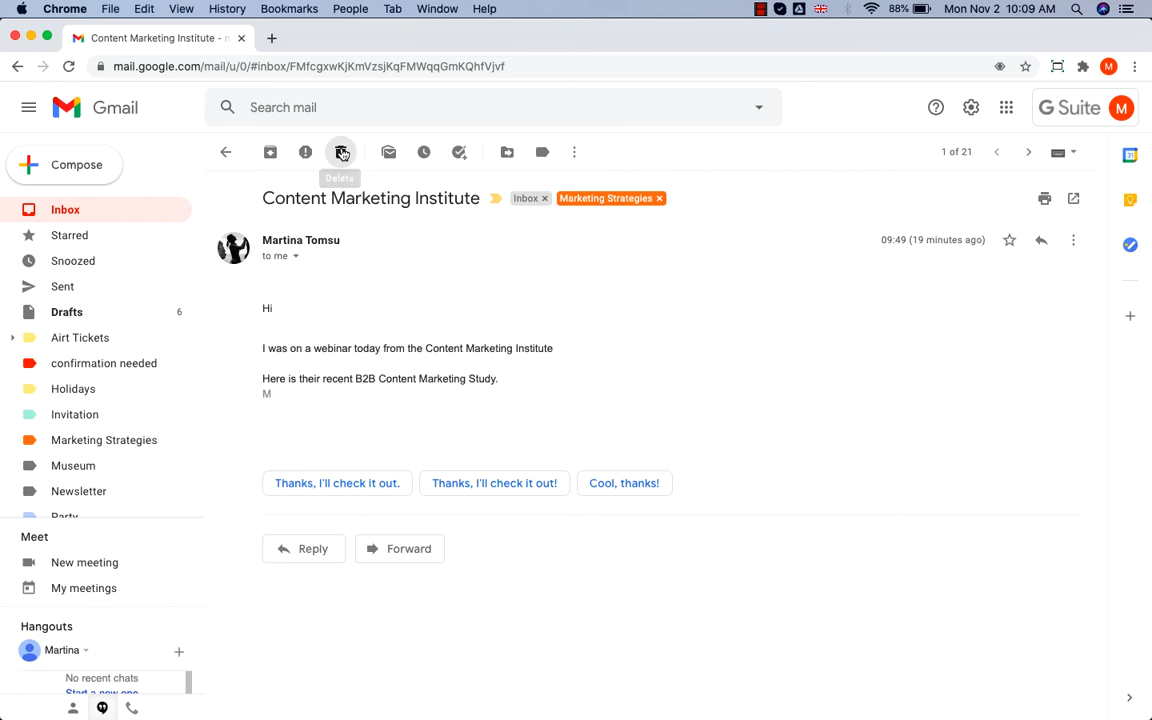 Chrome File Edit View History Bookmarks People Tab Window Help 88% Mon Nov 2 10:09 AM
Content Marketing Institute - m
mail.google.com/mail/u/0/#inbox/FMfcgxwKjKmVzsjKqFMWqqGmKQhfVjvf M
Gmail Search mail G Suite M
Compose 1 of 21
Delete
Content Marketing Institute Inbox × Marketing Strategies ×
Inbox
Starred
Snoozed
Sent
Drafts 6
Airt Tickets
confirmation needed
Holidays
Invitation
Marketing Strategies
Museum
Newsletter
Party
Martina Tomsu 09:49 (19 minutes ago)
to me
Hi
I was on a webinar today from the Content Marketing Institute
Here is their recent B2B Content Marketing Study.
M
Thanks, I'll check it out. Thanks, I'll check it out! Cool, thanks!
Reply Forward
Meet
New meeting
My meetings
Hangouts
Martina
No recent chats
Start a new one